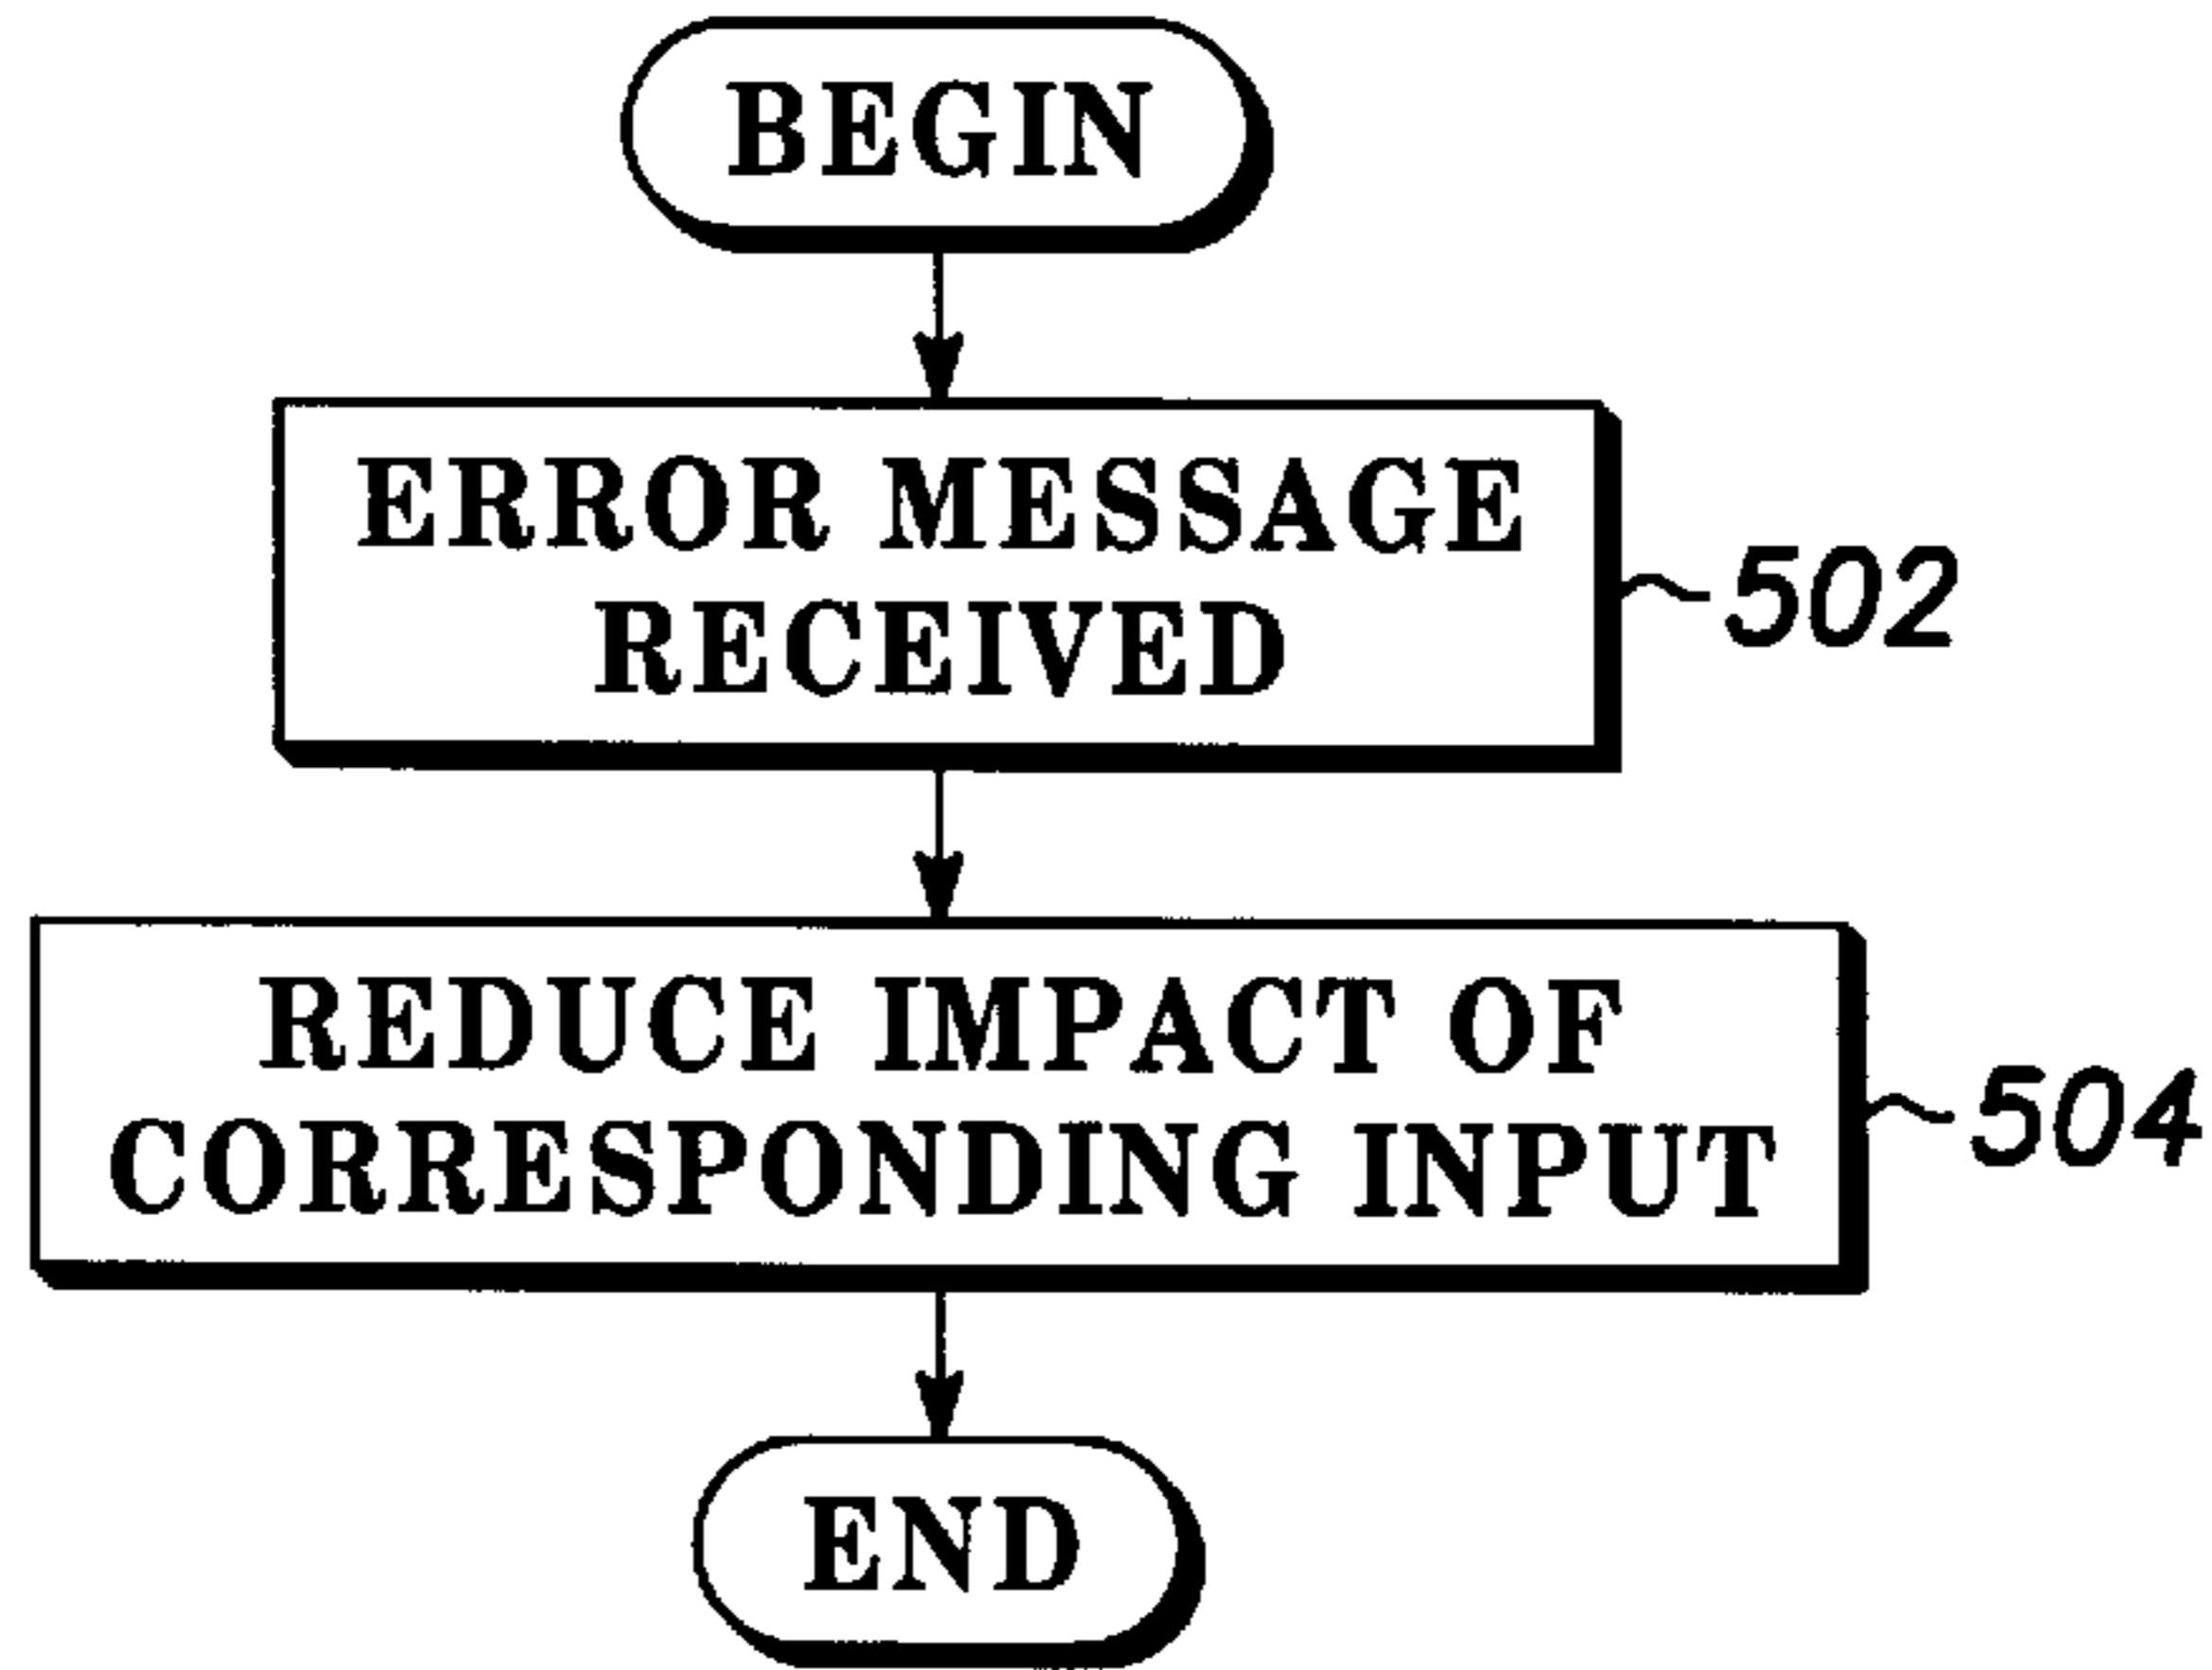 BEGIN
ERROR MESSAGE
RECEIVED
502
REDUCE IMPACT OF
CORRESPONDING INPUT
504
END